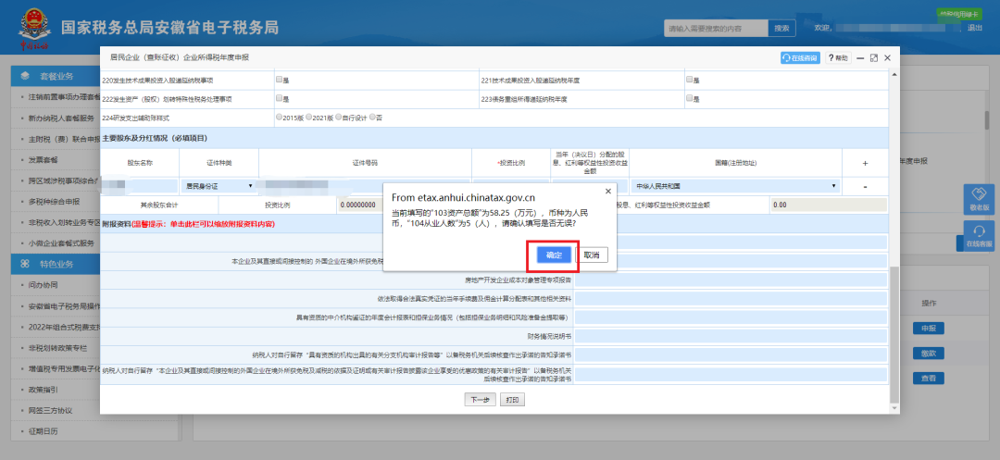 国家税务总局安徽省电子税务局
请输入需要搜索的内容
搜索
欢迎，
退出
居民企业（查账征收）企业所得税年度申报
在线咨询
? 帮助
套餐业务
注销前置事项办理套餐
新办纳税人套餐服务
主附税（费）联合申报
发票套餐
跨区域涉税事项综合办
多税种综合申报
非税收入划转业务专区
小微企业套餐式服务
特色业务
问办协同
安徽省电子税务局操作
2022年组合式税费支持
非税划转政策专栏
增值税专用发票电子化
政策指引
网签三方协议
征期日历
220发生技术成果投资入股递延纳税事项
是
221技术成果投资入股递延纳税年度
是
222发生资产（股权）划转特殊性税务处理事项
是
223债务重组所得递延纳税年度
是
224研发支出辅助账样式
2015版 2021版 自行设计 否
主要股东及分红情况（必填项目）
股东名称
证件种类
证件号码
*投资比例
当年（决议日）分配的股息、红利等权益性投资收益金额
国籍(注册地址)
+
居民身份证
中华人民共和国
-
其余股东合计
投资比例
0.00000000
股息、红利等权益性投资收益金额
0.00
附报资料(温馨提示：单击此栏可以缩放附报资料内容)
本企业及其直接或间接控制的 外国企业在境外所获免税
房地产开发企业成本对象管理专项报告
依法取得合法真实凭证的当年手续费及佣金计算分配表和其他相关资料
具有资质的中介机构鉴证的年度会计报表和担保业务情况（包括担保业务明细和风险准备金提取等）
财务情况说明书
纳税人对自行留存“具有资质的机构出具的有关分支机构审计报告等”以备税务机关后续核查作出承诺的告知承诺书
纳税人对自行留存“本企业及其直接或间接控制的外国企业在境外所获免税及减税的依据及证明或有关审计报告披露该企业享受的优惠政策的有关审计报告”以备税务机关
后续核查作出承诺的告知承诺书
下一步
打印
From etax.anhui.chinatax.gov.cn
当前填写的“103资产总额”为58.25（万元），币种为人民
币，“104从业人数”为5（人），请确认填写是否无误?
确定
取消
年度申报
敬老版
在线客服
操作
申报
缴款
查看